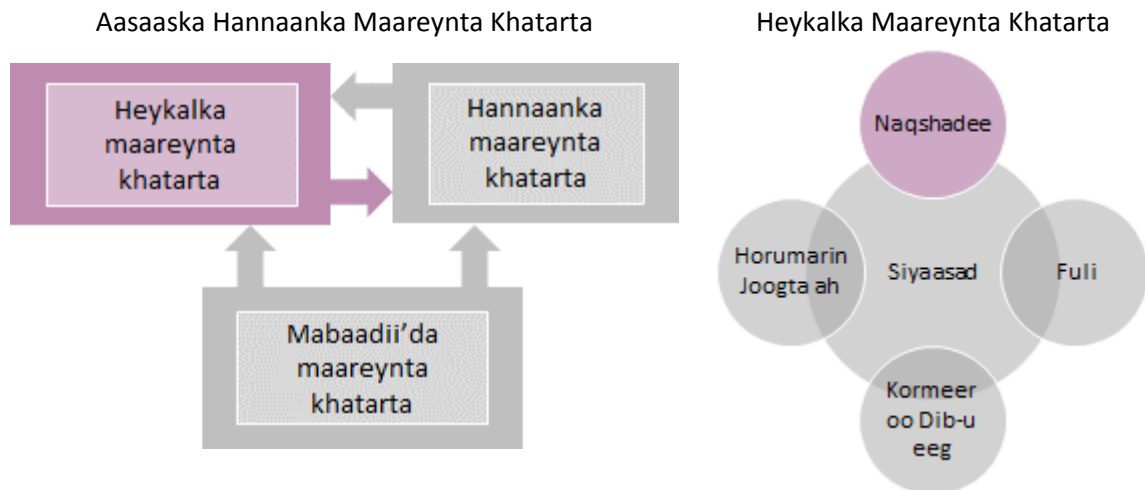 Aasaaska Hannaanka Maareynta Khatarta
Heykalka
maareynta
khatarta
Hannaanka
maareynta
khatarta
Mabaadii’da
maareynta
khatarta
Heykalka Maareynta Khatarta
Naqshadee
Horumarin
Joogta ah
Siyaasad
Fuli
Kormeer
oo Dib-u
eeg